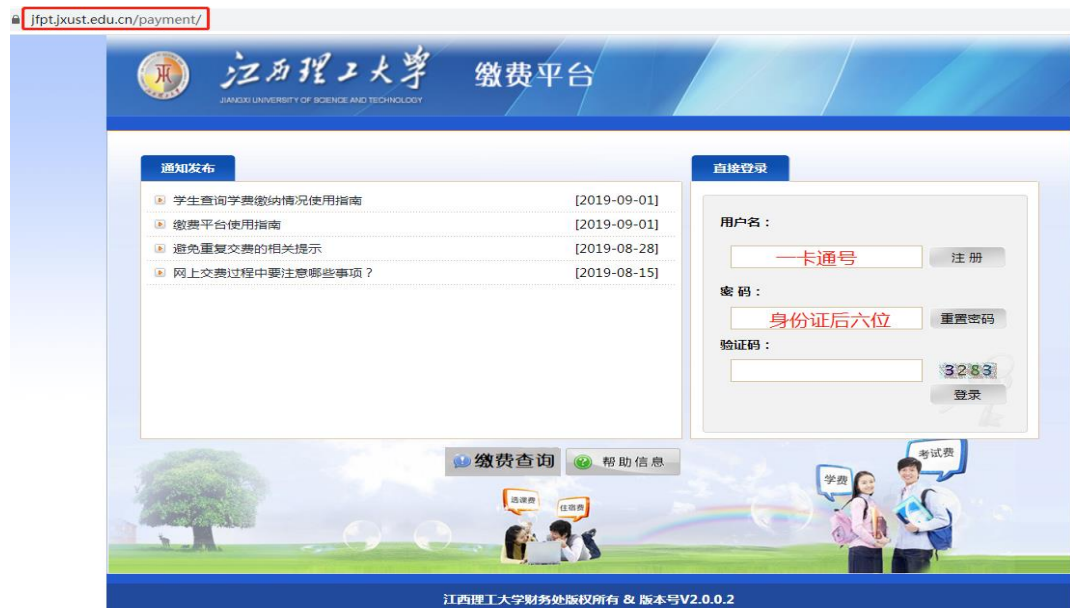 jfpt.jxust.edu.cn/payment/
江西理工大学 缴费平台
JIANGXI UNIVERSITY OF SCIENCE AND TECHNOLOGY
通知发布
学生查询学费缴纳情况使用指南 [2019-09-01]
缴费平台使用指南 [2019-09-01]
避免重复交费的相关提示 [2019-08-28]
网上交费过程中要注意哪些事项？ [2019-08-15]
直接登录
用户名：
一卡通号 注 册
密 码：
身份证后六位 重置密码
验证码：
3283
登录
缴费查询 帮助信息
选课费
住宿费
学费
考试费
江西理工大学财务处版权所有 & 版本号V2.0.0.2